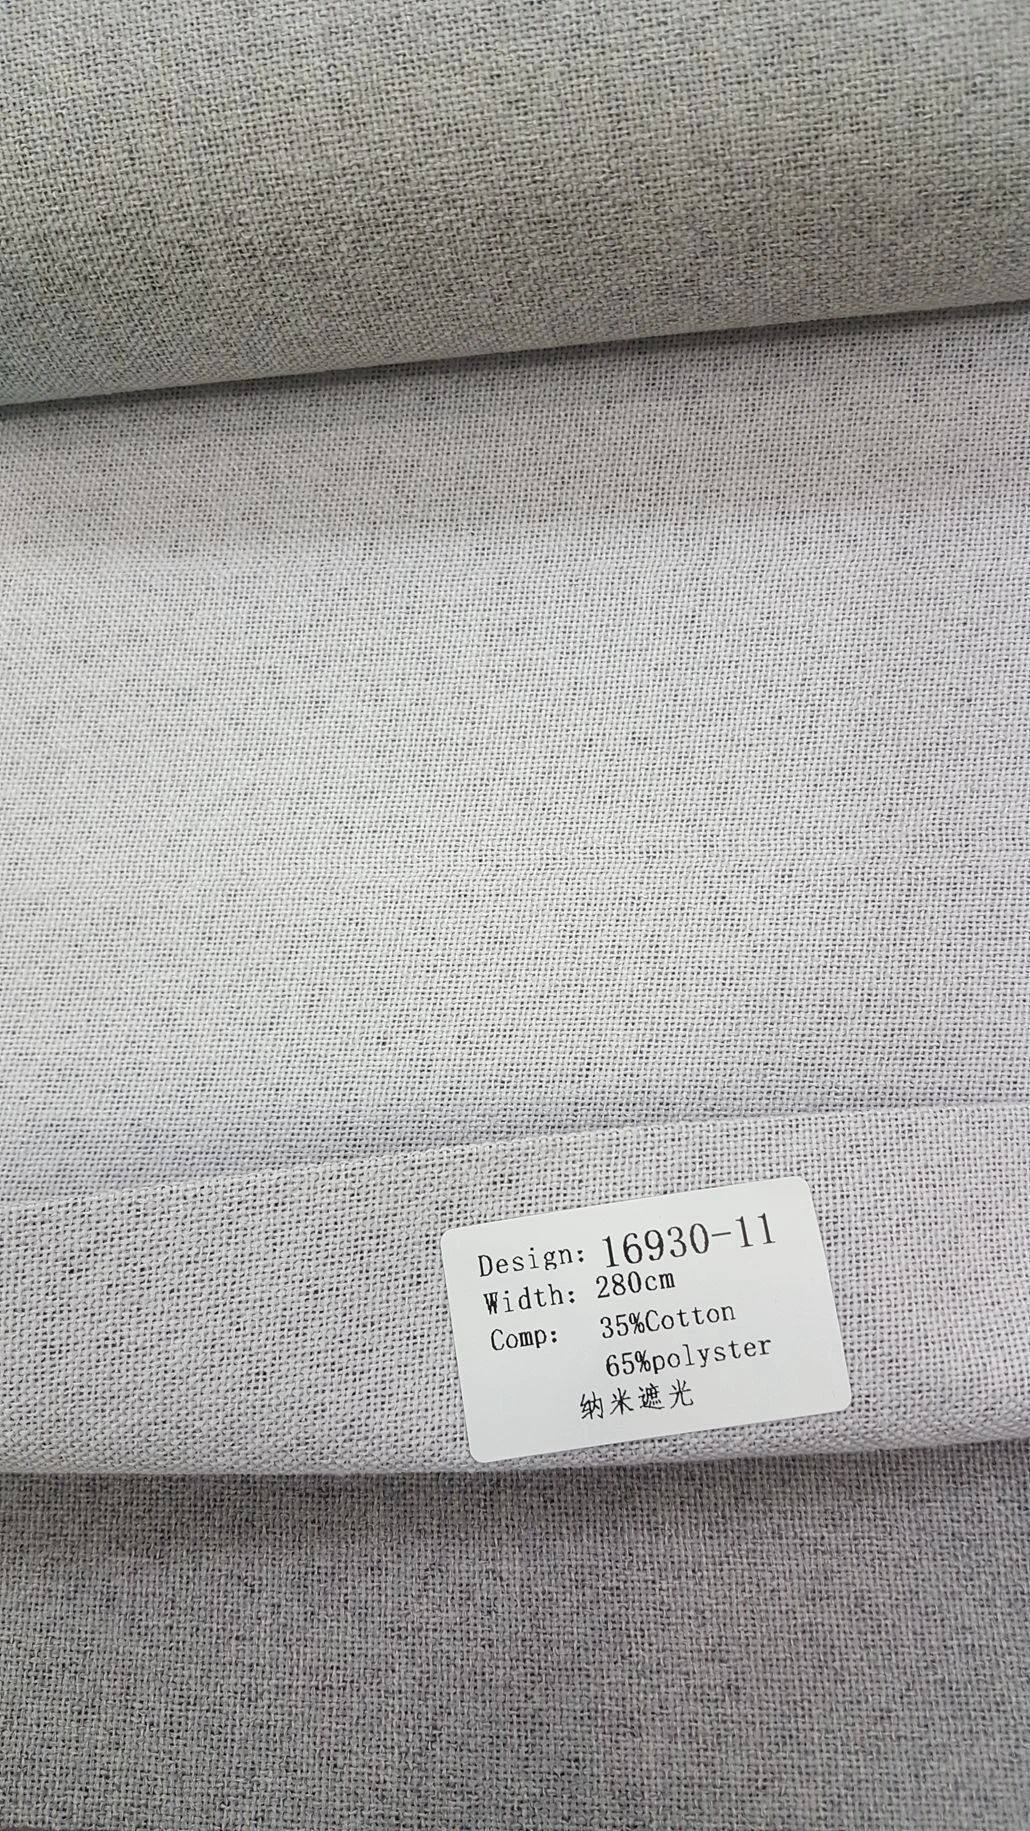 Design: 16930-11
Width: 280cm
Comp: 35%Cotton
65%polyster
纳米遮光